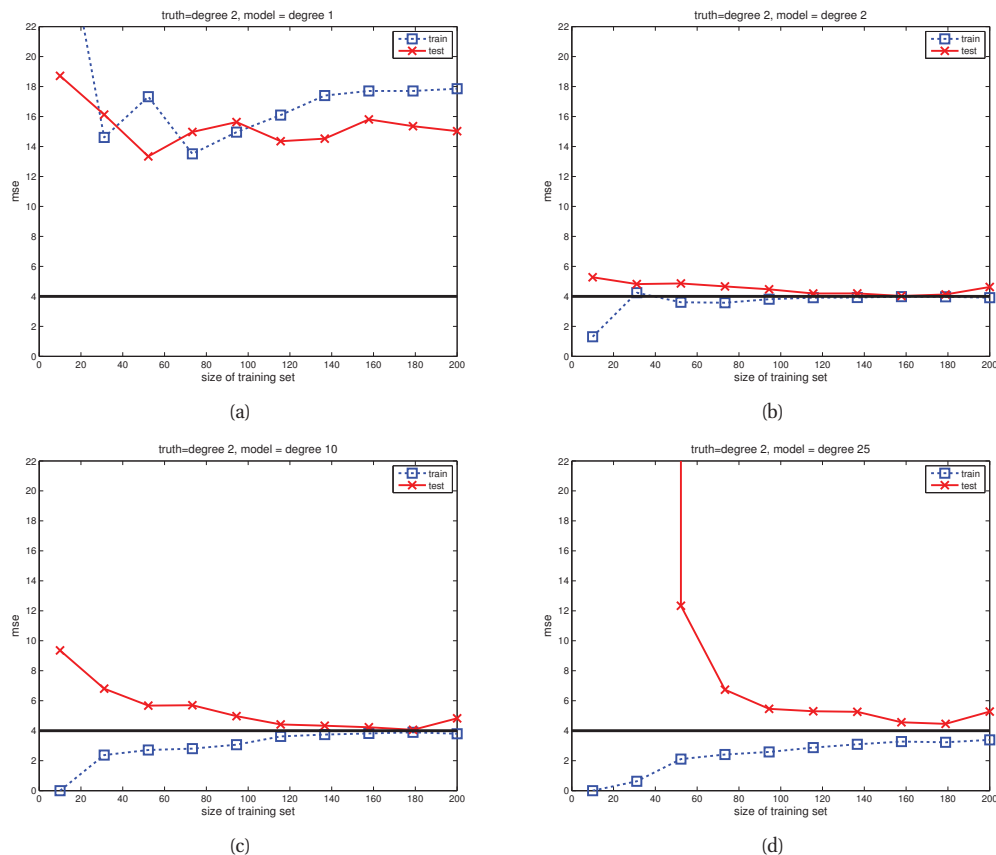 truth=degree 2, model = degree 1
train
test
22
20
18
16
14
12
10
8
6
4
2
0
mse
0 20 40 60 80 100 120 140 160 180 200
size of training set
(a)
truth=degree 2, model = degree 2
train
test
22
20
18
16
14
12
10
8
6
4
2
0
mse
0 20 40 60 80 100 120 140 160 180 200
size of training set
(b)
truth=degree 2, model = degree 10
train
test
22
20
18
16
14
12
10
8
6
4
2
0
mse
0 20 40 60 80 100 120 140 160 180 200
size of training set
(c)
truth=degree 2, model = degree 25
train
test
22
20
18
16
14
12
10
8
6
4
2
0
mse
0 20 40 60 80 100 120 140 160 180 200
size of training set
(d)